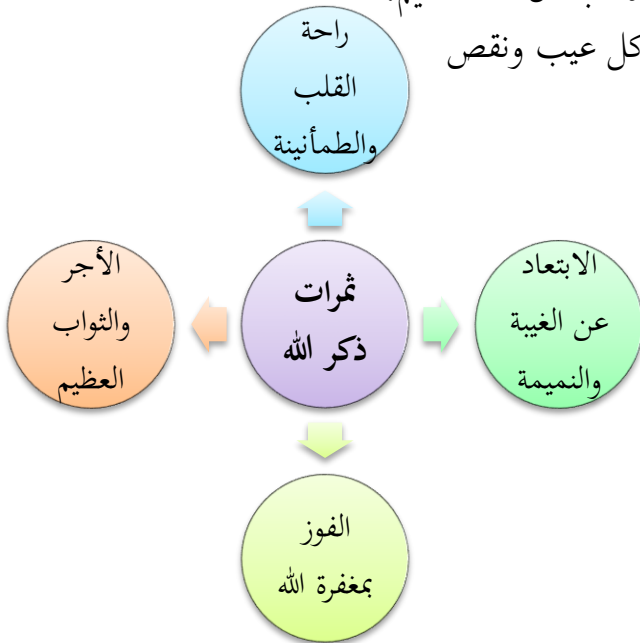 كل عيب ونقص
راحة
القلب
والطمأنينة
ثمرات
ذكر الله
الابتعاد
عن الغيبة
والنميمة
الأجر
والثواب
العظيم
الفوز
بمغفرة الله